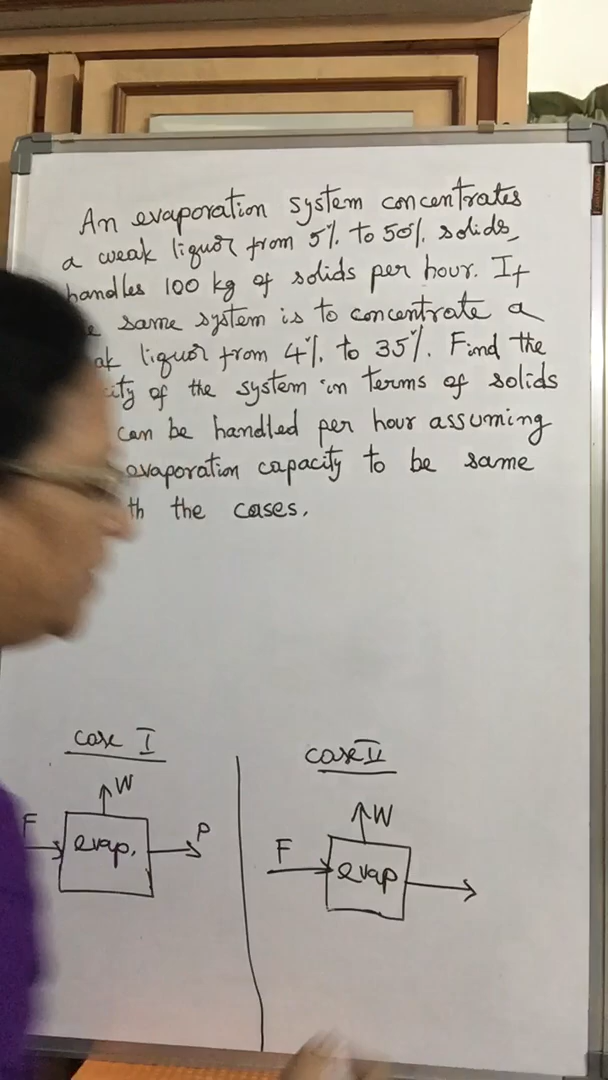 An evaporation system concentrates
a weak liquor from 5% to 50% solids,
handles 100 kg of solids per hour. If
same system is to concentrate a
liquor from 4% to 35%. Find the
of the system in terms of solids
can be handled per hour assuming
evaporation capacity to be same
the cases.
case I
W
F
evap.
P
case II
W
F
evap